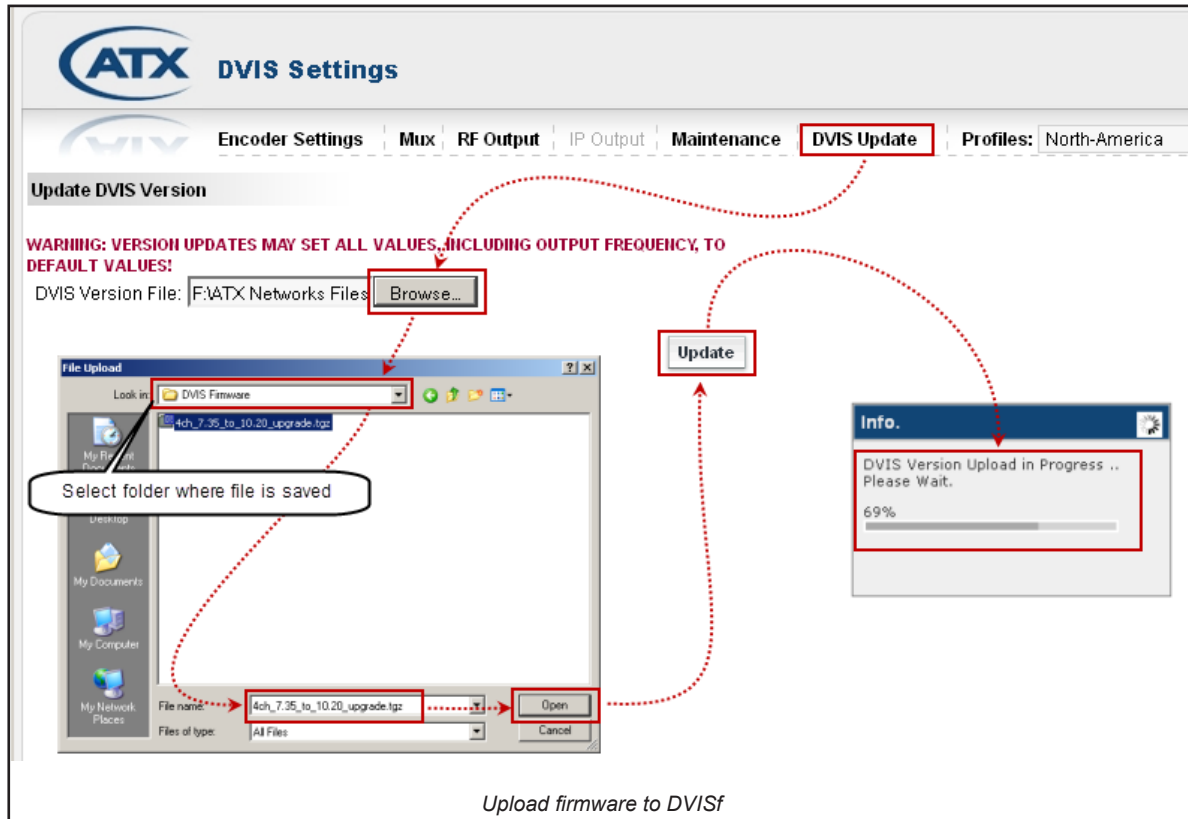 ATX
DVIS Settings
Encoder Settings Mux RF Output IP Output Maintenance DVIS Update Profiles: North-America
Update DVIS Version
WARNING: VERSION UPDATES MAY SET ALL VALUES, INCLUDING OUTPUT FREQUENCY, TO
DEFAULT VALUES!
DVIS Version File: F:\ATX Networks Files Browse...
Update
File Upload
Look in: DVIS Firmware
4ch_7.35_to_10.20_upgrade.tgz
My Recent
Documents
Select folder where file is saved
Desktop
My Documents
My Computer
My Network
Places
File name: 4ch_7.35_to_10.20_upgrade.tgz Open
Files of type: All Files Cancel
Info.
DVIS Version Upload in Progress ..
Please Wait.
69%
Upload firmware to DVISf